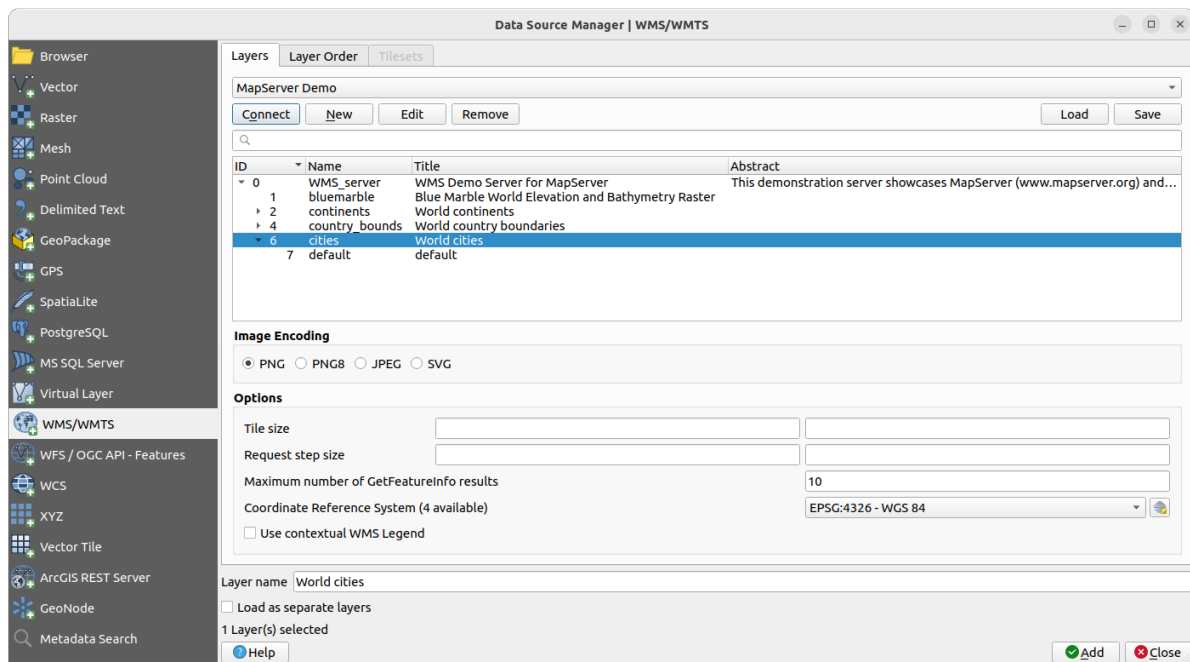 Data Source Manager | WMS/WMTS
Browser
Vector
Raster
Mesh
Point Cloud
Delimited Text
GeoPackage
GPS
SpatiaLite
PostgreSQL
MS SQL Server
Virtual Layer
WMS/WMTS
WFS / OGC API - Features
WCS
XYZ
Vector Tile
ArcGIS REST Server
GeoNode
Metadata Search
Layers Layer Order Tilesets
MapServer Demo
Connect New Edit Remove Load Save
ID Name Title Abstract
0 WMS_server WMS Demo Server for MapServer This demonstration server showcases MapServer (www.mapserver.org) and...
1 bluemarble Blue Marble World Elevation and Bathymetry Raster
2 continents World continents
4 country_bounds World country boundaries
6 cities World cities
7 default default
Image Encoding
PNG PNG8 JPEG SVG
Options
Tile size
Request step size
Maximum number of GetFeatureInfo results 10
Coordinate Reference System (4 available) EPSG:4326 - WGS 84
Use contextual WMS Legend
Layer name World cities
Load as separate layers
1 Layer(s) selected
Help Add Close